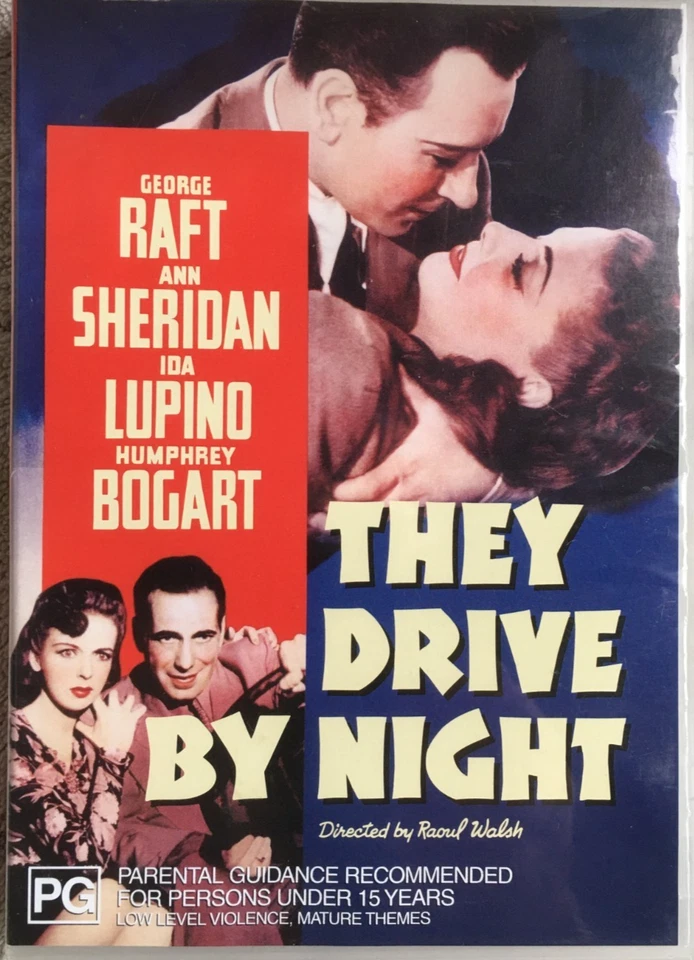 GEORGE
RAFT
ANN
SHERIDAN
IDA
LUPINO
HUMPHREY
BOGART
THEY
DRIVE
BY NIGHT
Directed by Raoul Walsh
PG
PARENTAL GUIDANCE RECOMMENDED
FOR PERSONS UNDER 15 YEARS
LOW LEVEL VIOLENCE, MATURE THEMES